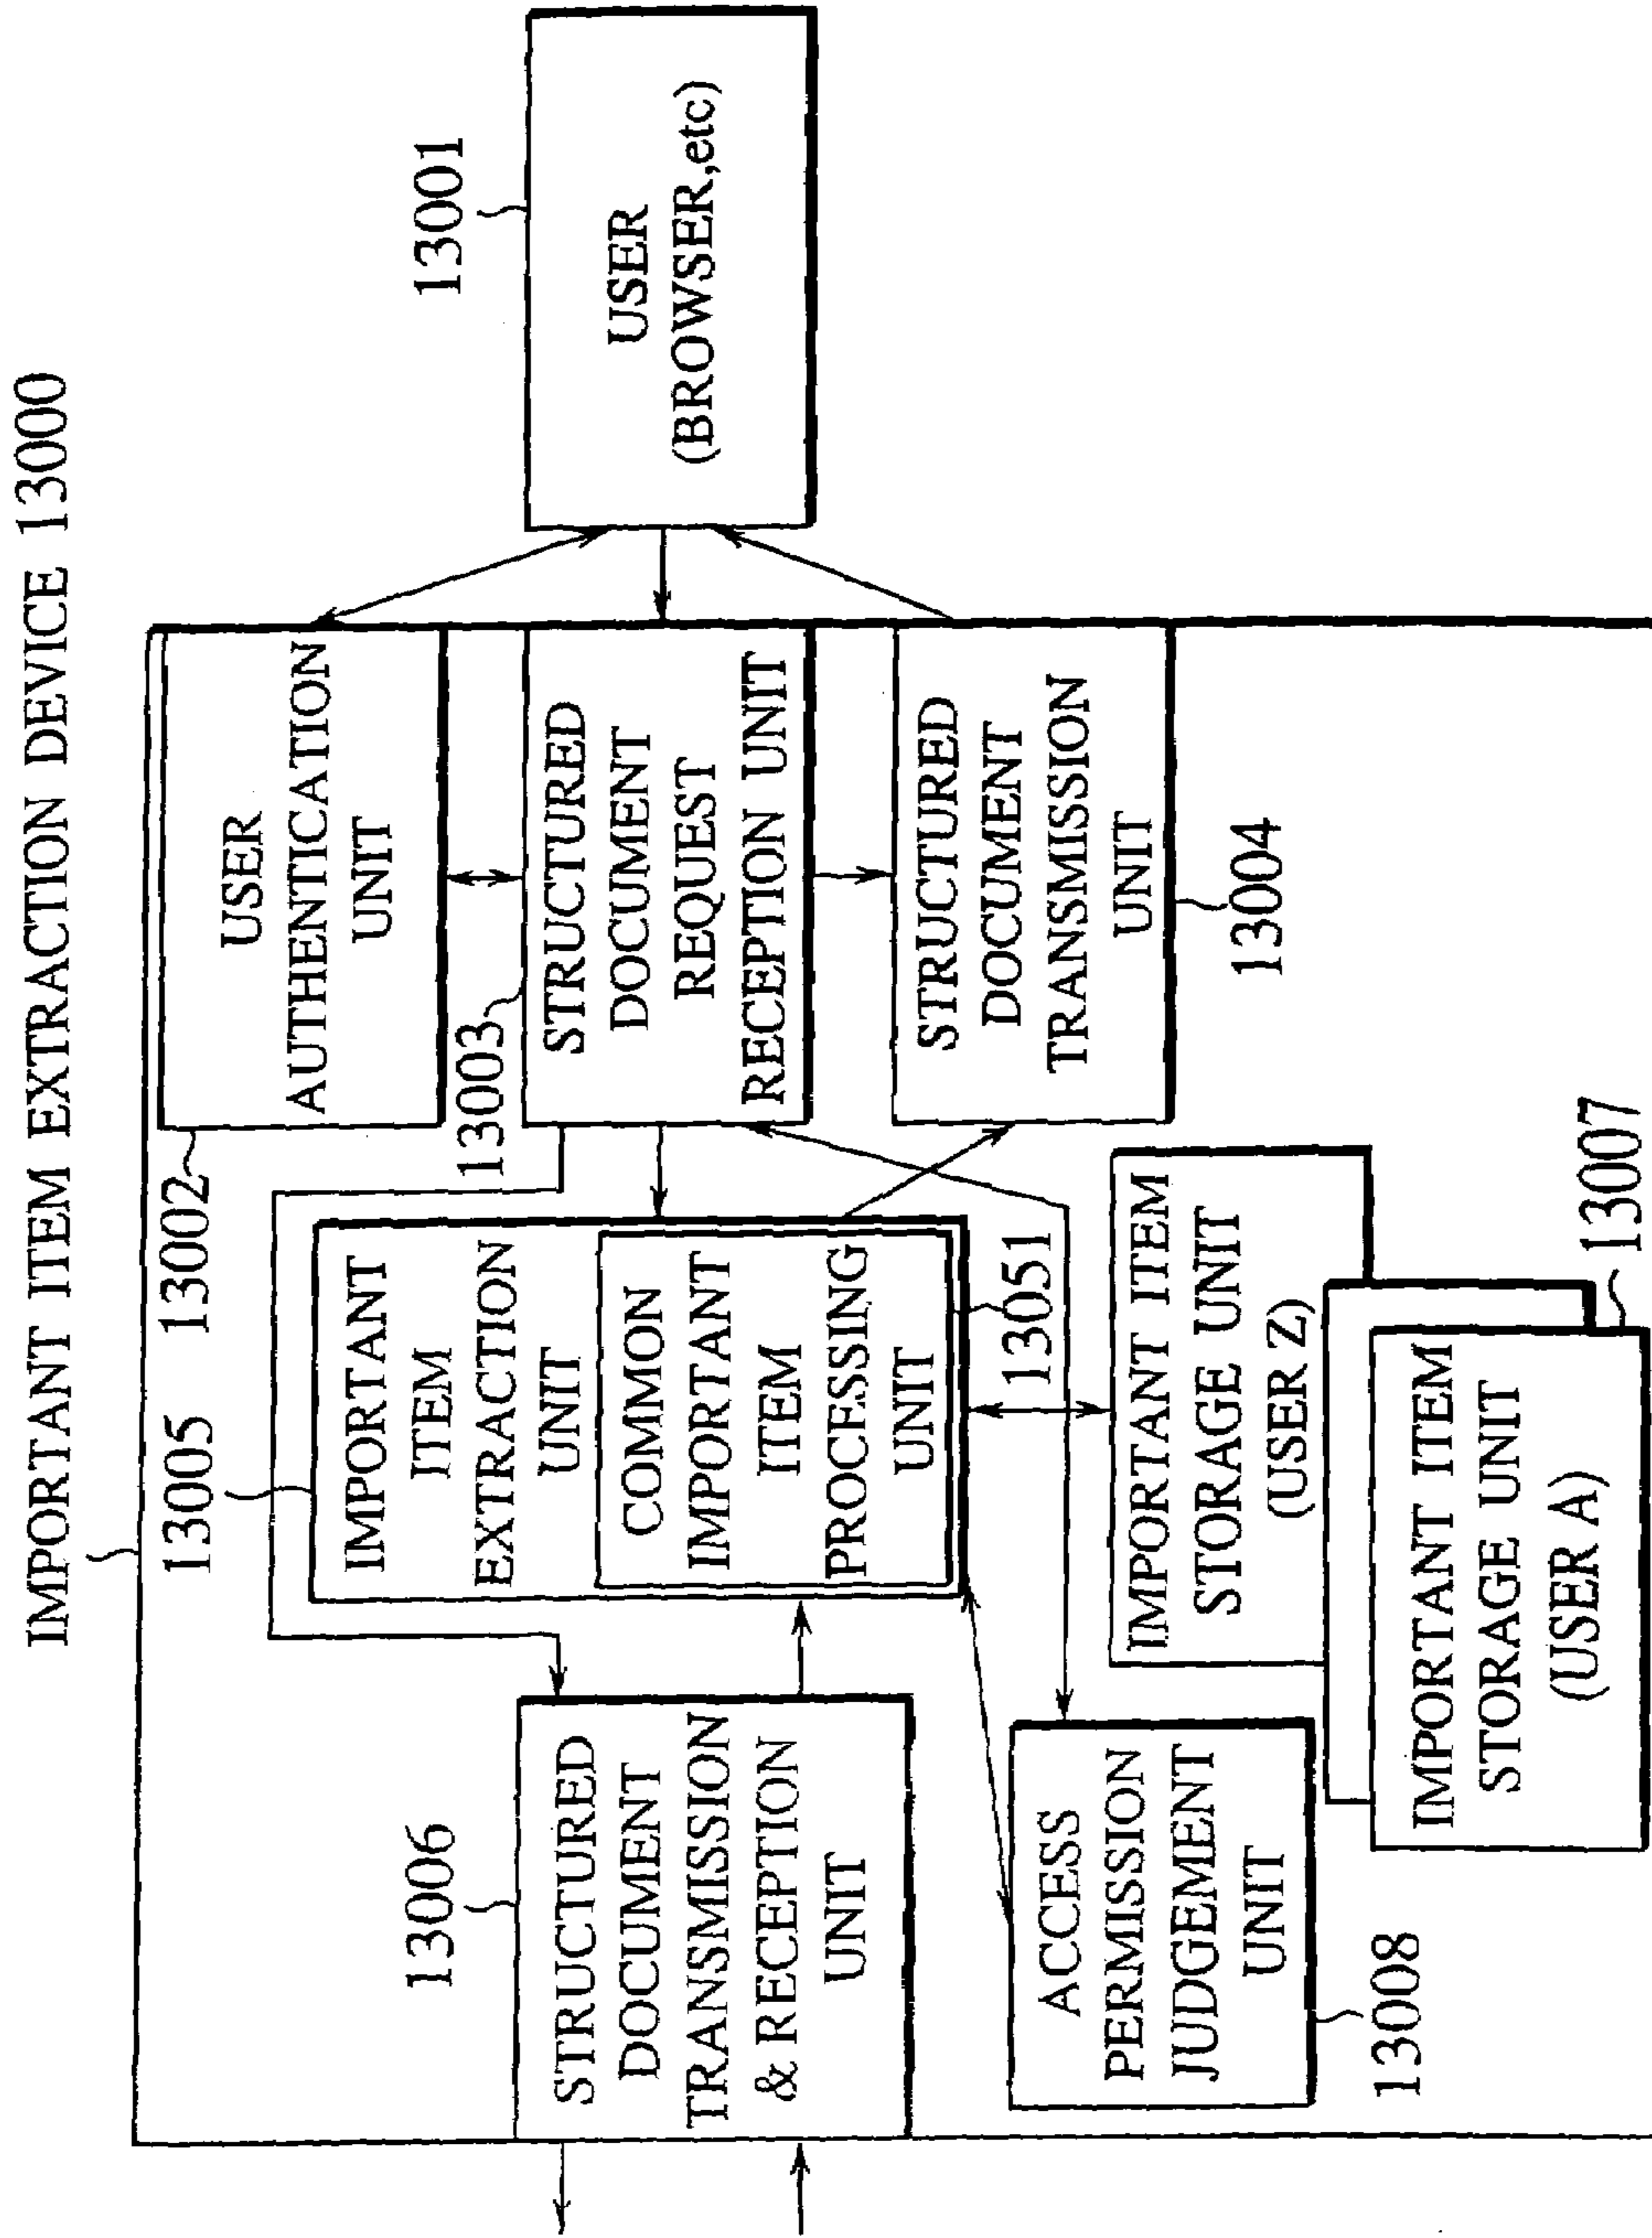 IMPORTANT ITEM EXTRACTION DEVICE 13000
13006
STRUCTURED
DOCUMENT
TRANSMISSION
& RECEPTION
UNIT
13005
IMPORTANT
ITEM
EXTRACTION
UNIT
COMMON
IMPORTANT
ITEM
PROCESSING
UNIT
13051
13002
USER
AUTHENTICATION
UNIT
13003
STRUCTURED
DOCUMENT
REQUEST
RECEPTION UNIT
STRUCTURED
DOCUMENT
TRANSMISSION
UNIT
13004
13001
USER
(BROWSER,etc)
ACCESS
PERMISSION
JUDGEMENT
UNIT
13008
IMPORTANT ITEM
STORAGE UNIT
(USER Z)
IMPORTANT ITEM
STORAGE UNIT
(USER A)
13007